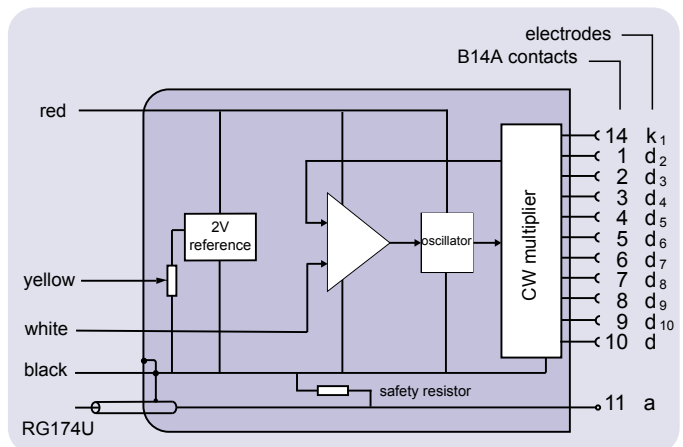 electrodes
B14A contacts
red
yellow
white
black
RG174U
2V
reference
oscillator
CW multiplier
safety resistor
14 k1
1 d2
2 d3
3 d4
4 d5
5 d6
6 d7
7 d8
8 d9
9 d10
10 d
11 a